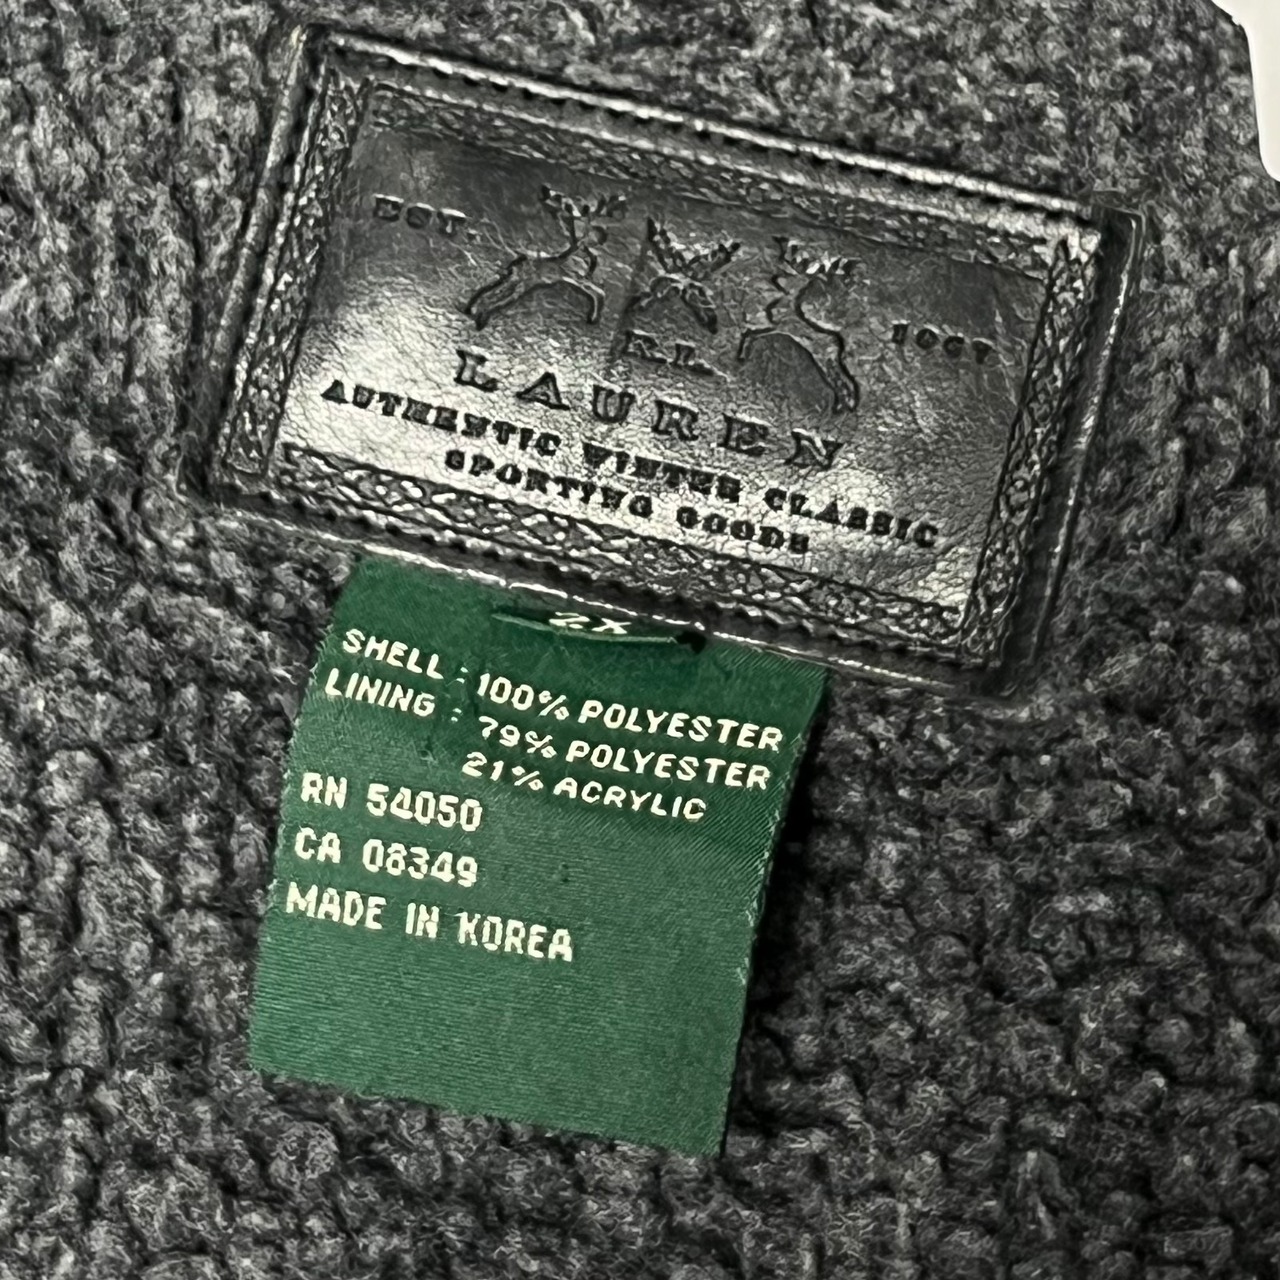 EST. 1967
RL
LAUREN
AUTHENTIC WINTER CLASSIC
SPORTING GOODS
2X
SHELL : 100% POLYESTER
LINING : 79% POLYESTER
21% ACRYLIC
RN 54050
CA 08349
MADE IN KOREA